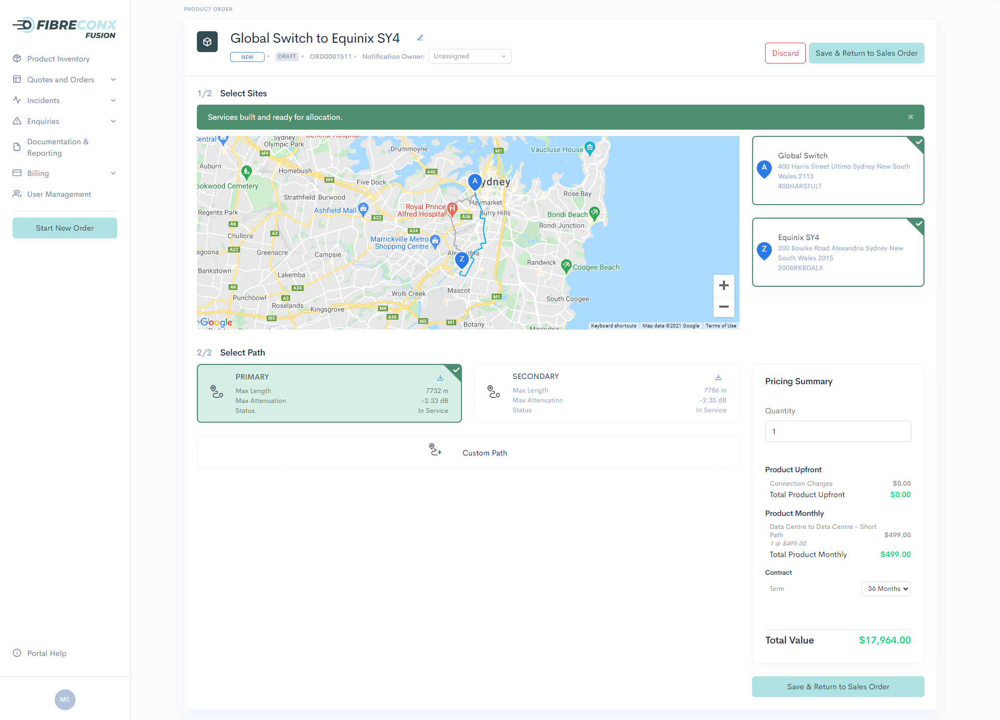 FIBRECONX
FUSION
Product Inventory
Quotes and Orders
Incidents
Enquiries
Documentation &
Reporting
Billing
User Management
Start New Order
Portal Help
ME
PRODUCT ORDER
Global Switch to Equinix SY4
NEW
DRAFT
ORD0001511
Notification Owner:
Unassigned
Discard
Save & Return to Sales Order
1/2 Select Sites
Services built and ready for allocation.
Central
Sydney
Olympic Park
General Hospital
Drummoyne
M1
Vaucluse House
M4
Auburn
Homebush
A40
M4
Five Dock
A
Sydney
ookwood Cemetery
Rose Bay
Strathfield
Burwood
Haymarket
Royal Prince
Alfred Hospital
H
Ashfield Mall
Regents Park
A22
A36
Surry Hills
Bondi Beach
A6
A34
Bondi Junction
A3
Chullora
Marrickville Metro
Shopping Centre
A22
agoona
Greenacre
Campsie
Alexandria
Z
Randwick
Coogee Beach
Bankstown
Lakemba
A6
A34
Mascot
Punchbowl
A3
Wolli Creek
M1
South Coogee
Roselands
Kingsgrove
M8
M5
A36
M5
M1
Botany
Maroubra
Google
Keyboard shortcuts
Map data ©2021 Google
Terms of Use
A
Global Switch
400 Harris Street Ultimo Sydney New South
Wales 2113
400HARSTULT
Z
Equinix SY4
200 Bourke Road Alexandria Sydney New
South Wales 2015
200BRKRDALX
2/2 Select Path
PRIMARY
Max Length 7732 m
Max Attenuation -2.33 dB
Status In Service
SECONDARY
Max Length 7786 m
Max Attenuation -2.35 dB
Status In Service
Custom Path
Pricing Summary
Quantity
1
Product Upfront
Connection Charges $0.00
Total Product Upfront $0.00
Product Monthly
Data Centre to Data Centre - Short
Path $499.00
1 @ $499.00
Total Product Monthly $499.00
Contract
Term 36 Months
Total Value $17,964.00
Save & Return to Sales Order